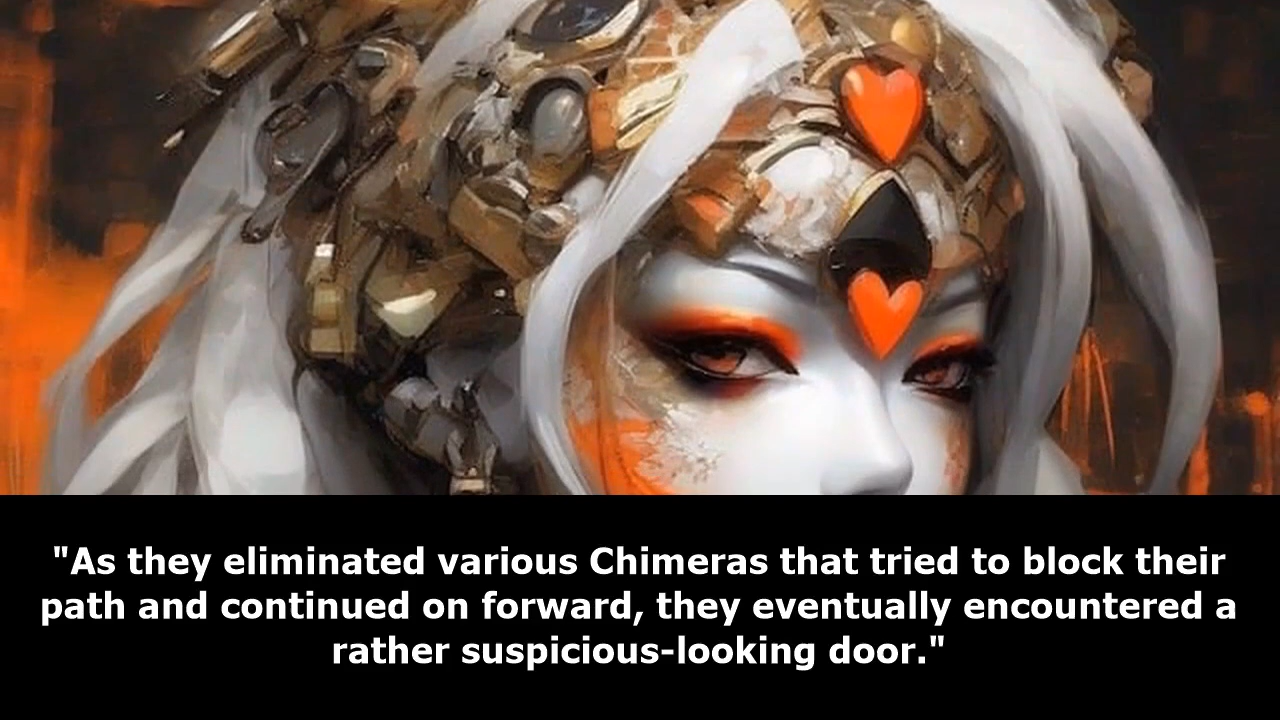 "As they eliminated various Chimeras that tried to block their
path and continued on forward, they eventually encountered a
rather suspicious-looking door."